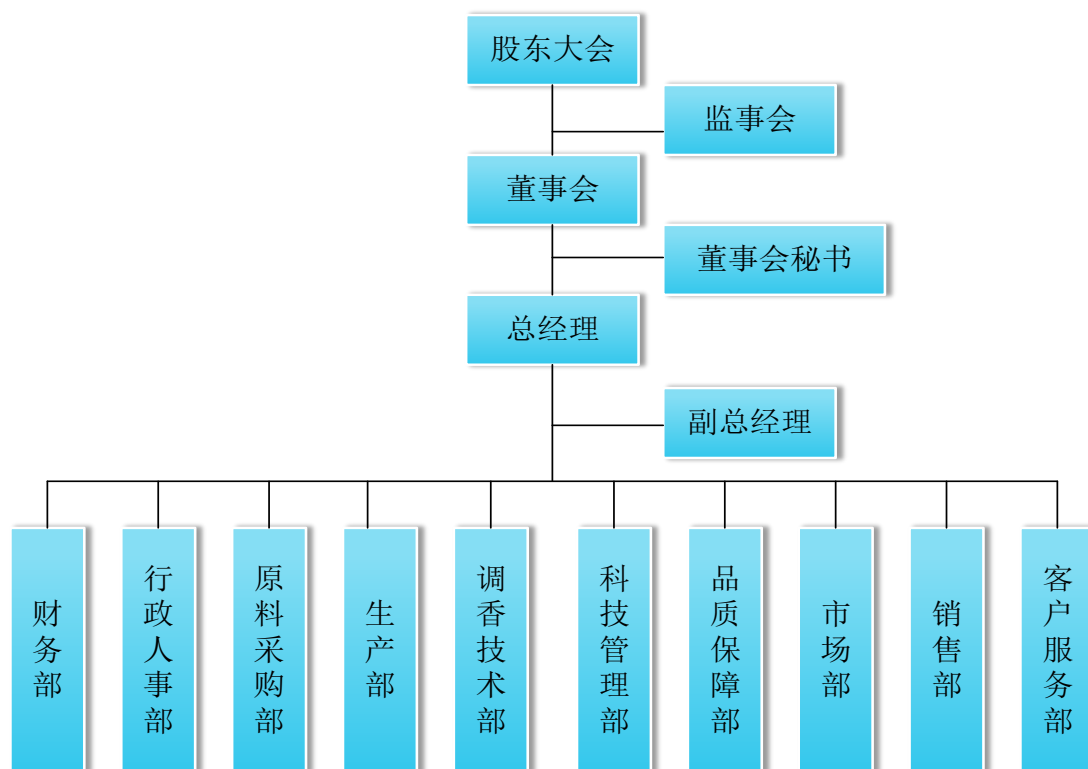 股东大会
监事会
董事会
董事会秘书
总经理
副总经理
财务部
行政人事部
原料采购部
生产部
调香技术部
科技管理部
品质保障部
市场部
销售部
客户服务部